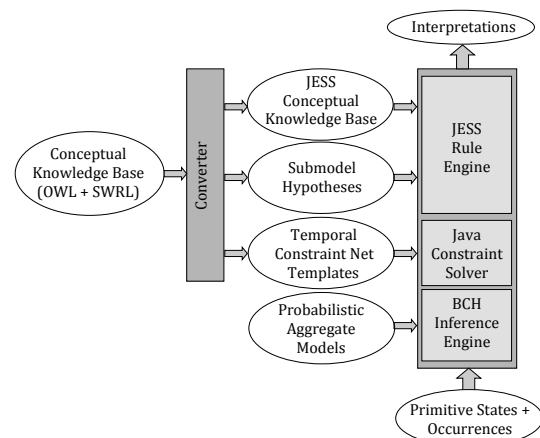 Interpretations
JESS
Conceptual
Knowledge Base
JESS
Rule
Engine
Conceptual
Knowledge Base
(OWL + SWRL)
Converter
Submodel
Hypotheses
Temporal
Constraint Net
Templates
Java
Constraint
Solver
Probabilistic
Aggregate
Models
BCH
Inference
Engine
Primitive States +
Occurrences